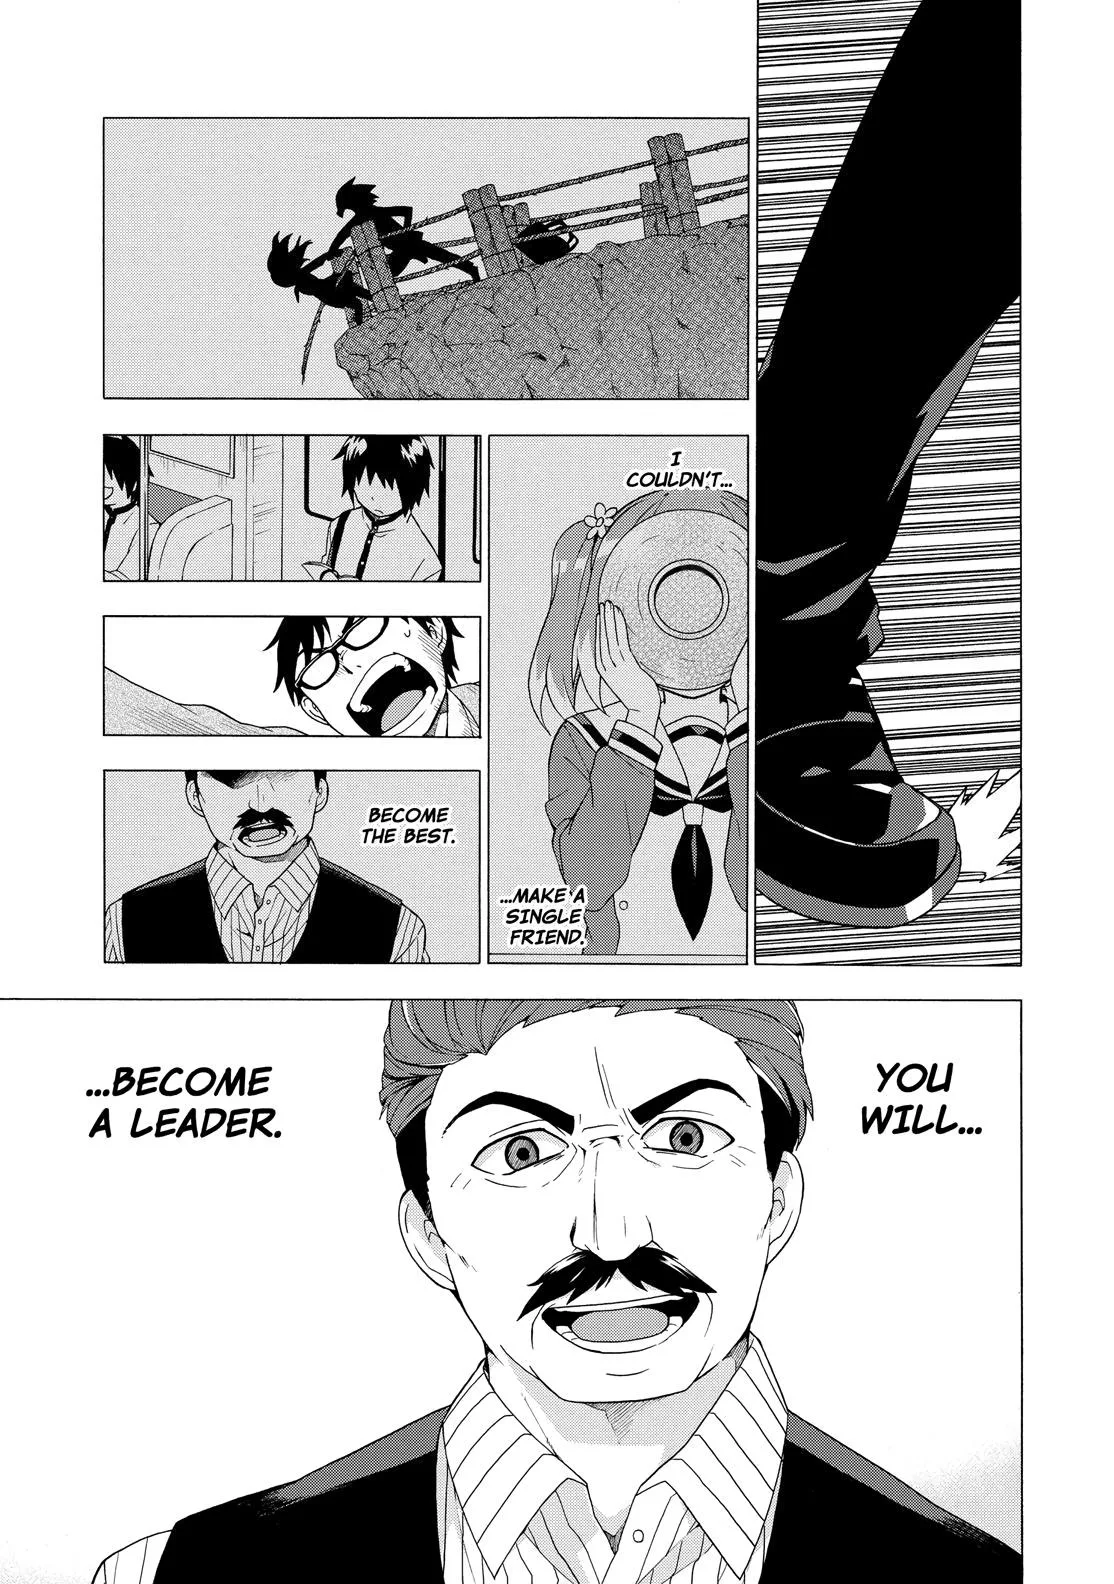 I
COULDN'T...
...MAKE A
SINGLE
FRIEND.
BECOME
THE BEST.
YOU
WILL...
...BECOME
A LEADER.